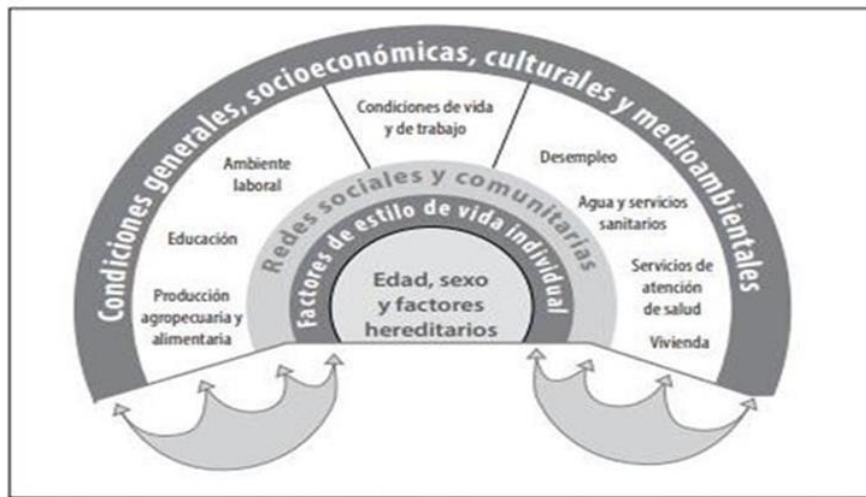 Condiciones generales, socioeconómicas, culturales y medioambientales
Condiciones de vida
y de trabajo
Ambiente
laboral
Educación
Producción
agropecuaria y
alimentaria
Desempleo
Agua y servicios
sanitarios
Servicios de
atención
de salud
Vivienda
Redes sociales y comunitarias
Factores de estilo de vida individual
Edad, sexo
y factores
hereditarios